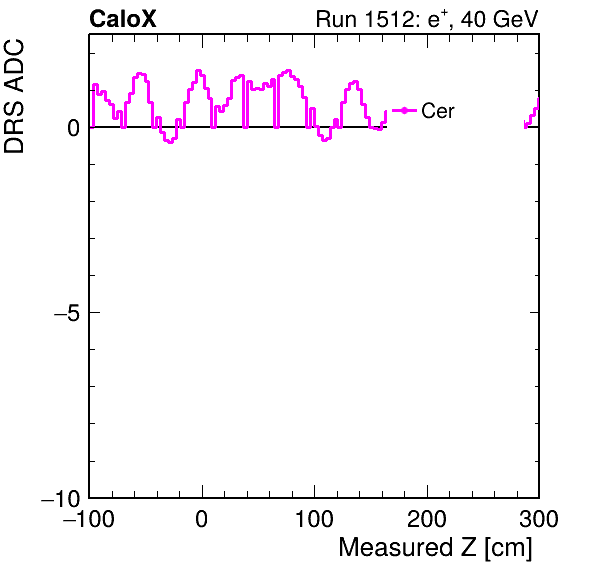 CaloX Run 1512: e⁺, 40 GeV
DRS ADC
Cer
0
−5
−10
−100 0 100 200 300
Measured Z [cm]